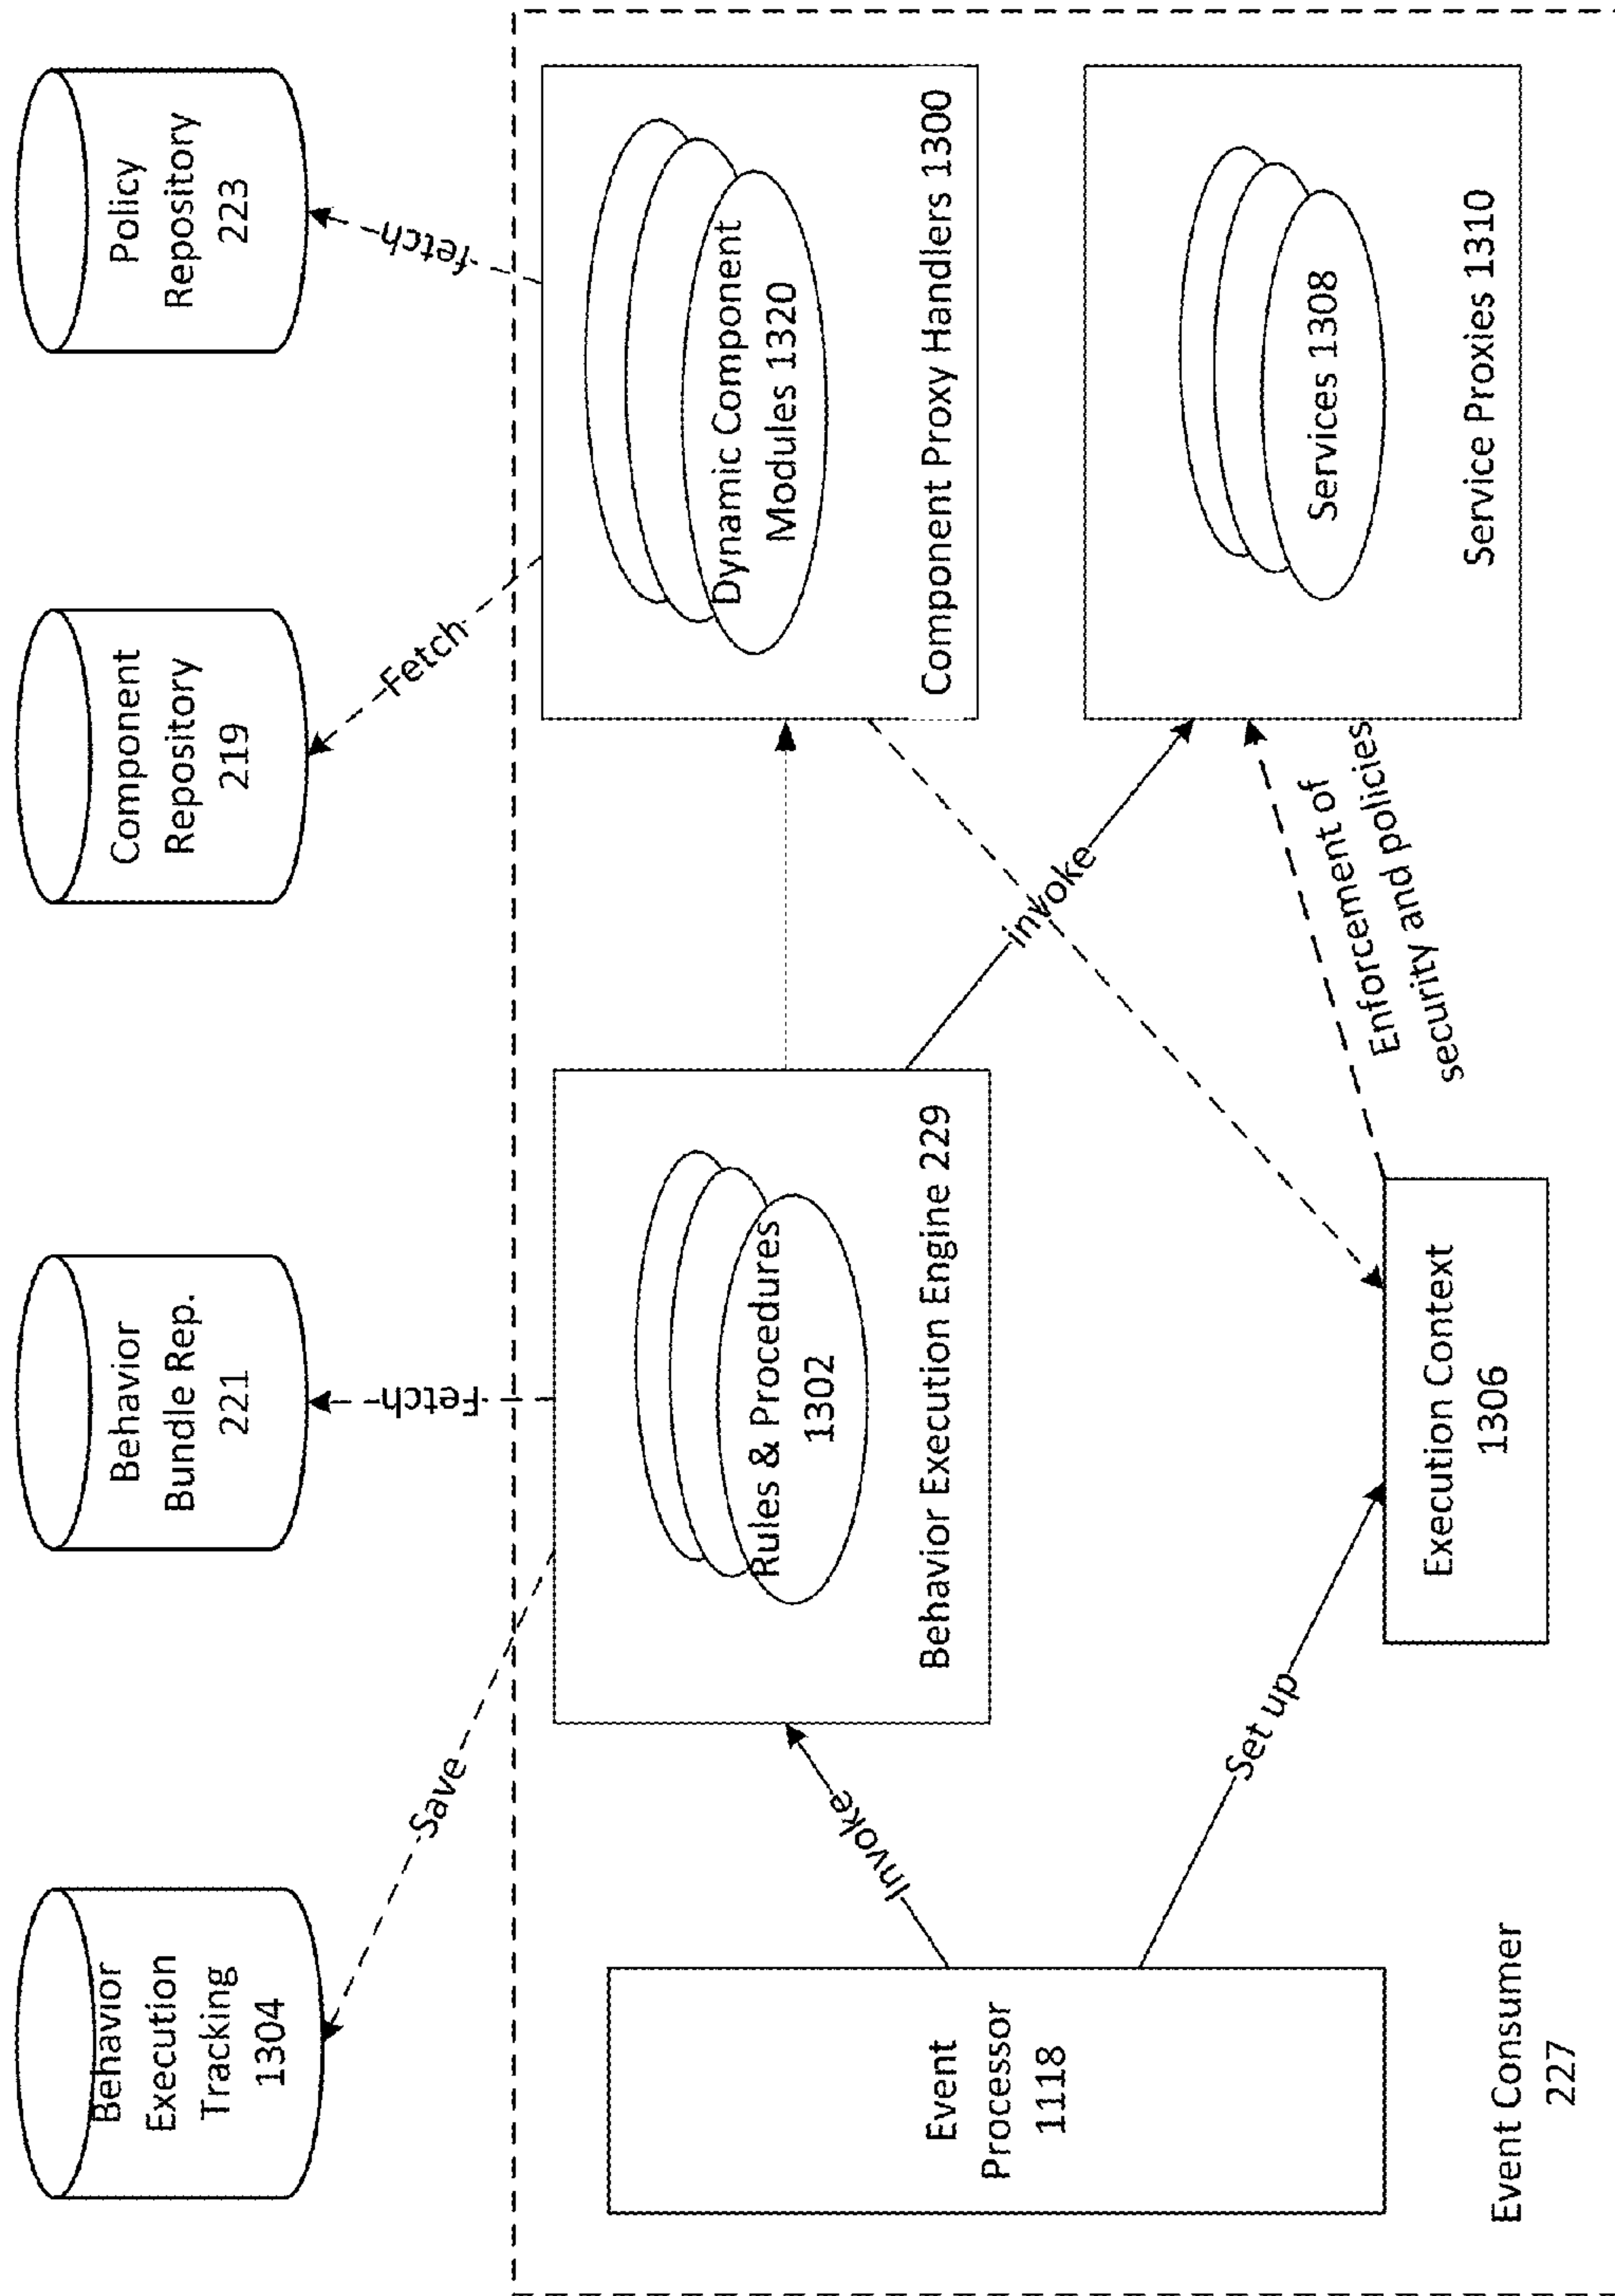 Behavior
Execution
Tracking
1304
Behavior
Bundle Rep.
221
Component
Repository
219
Policy
Repository
223
Save
Fetch
Fetch
fetch
Event
Processor
1118
Invoke
Set up
Rules & Procedures
1302
Behavior Execution Engine 229
invoke
Dynamic Component
Modules 1320
Component Proxy Handlers 1300
Execution Context
1306
Enforcement of
security and policies
Services 1308
Service Proxies 1310
Event Consumer
227